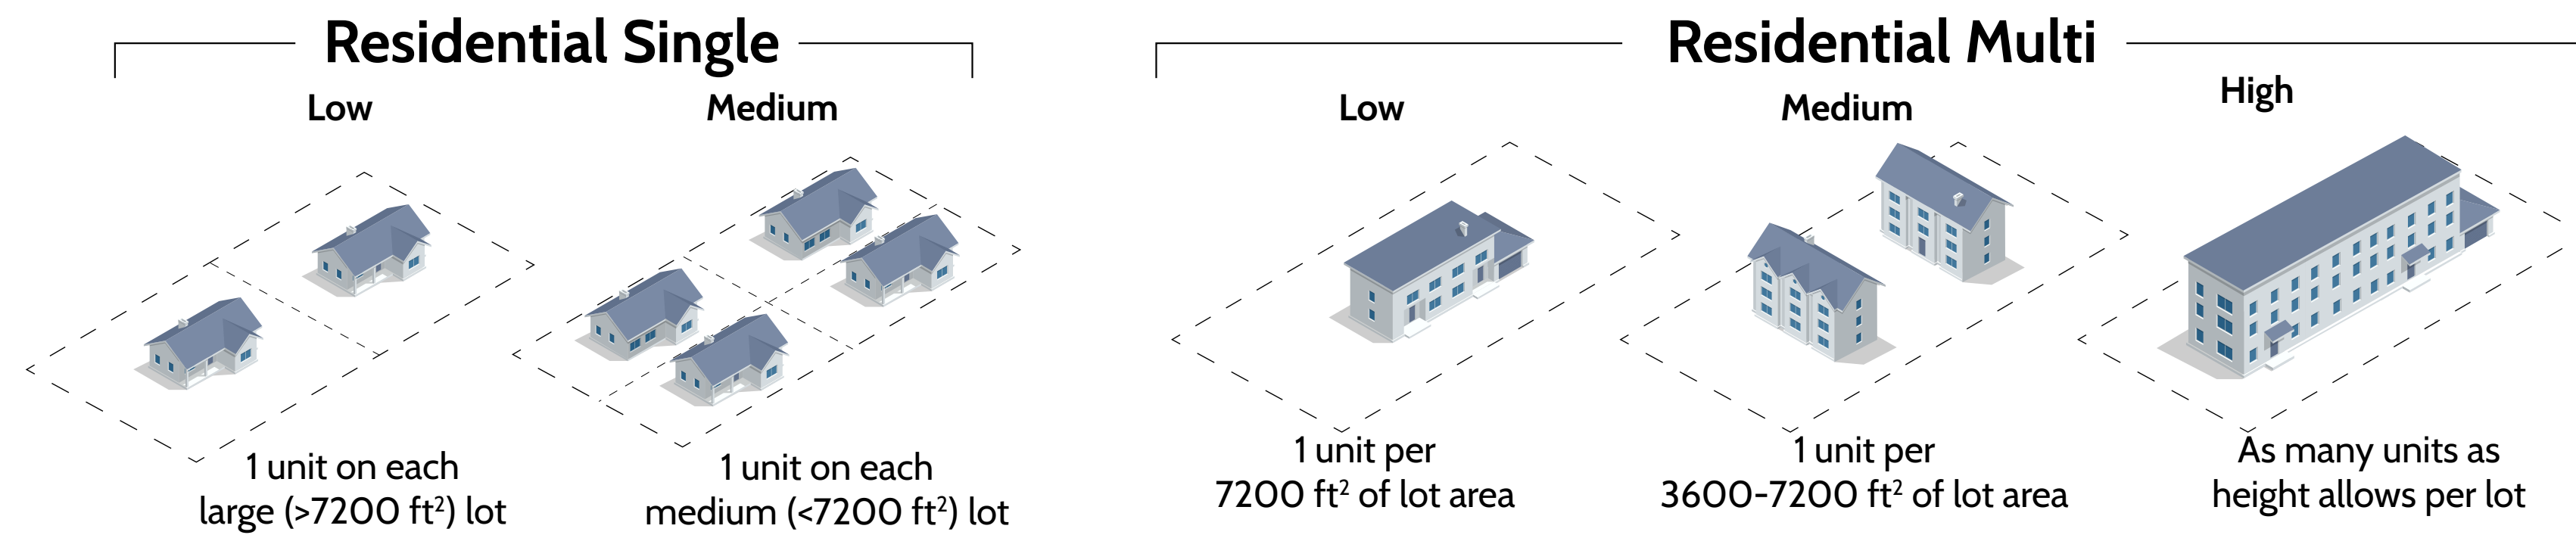 Residential Single
Low
Medium
1 unit on each
large (>7200 ft²) lot
1 unit on each
medium (<7200 ft²) lot
Residential Multi
Low
Medium
High
1 unit per
7200 ft² of lot area
1 unit per
3600-7200 ft² of lot area
As many units as
height allows per lot